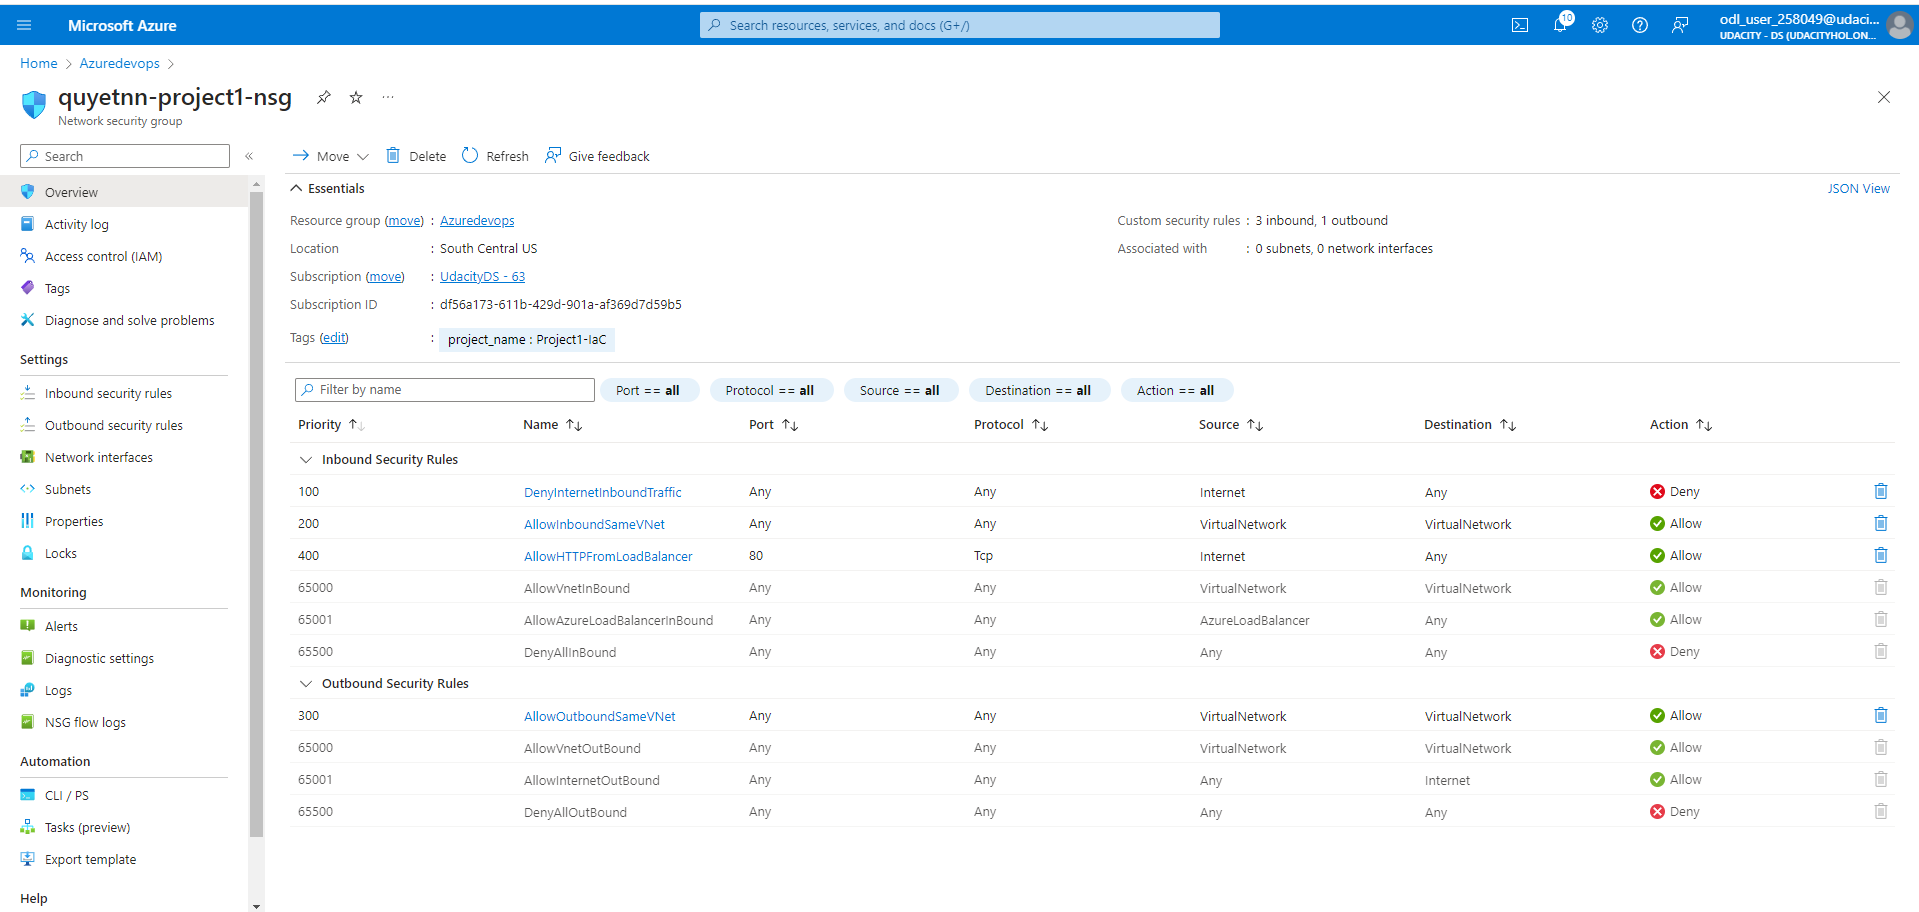 Microsoft Azure
Search resources, services, and docs (G+/)
10
odl_user_258049@udaci...
UDACITY - DS (UDACITYHOL.ON...
Home > Azuredevops >
quyetnn-project1-nsg
Network security group
Search
Move Delete Refresh Give feedback
Overview
Activity log
Access control (IAM)
Tags
Diagnose and solve problems
Settings
Inbound security rules
Outbound security rules
Network interfaces
Subnets
Properties
Locks
Monitoring
Alerts
Diagnostic settings
Logs
NSG flow logs
Automation
CLI / PS
Tasks (preview)
Export template
Help
Essentials
JSON View
Resource group (move) : Azuredevops
Location : South Central US
Subscription (move) : UdacityDS - 63
Subscription ID : df56a173-611b-429d-901a-af369d7d59b5
Tags (edit) : project_name : Project1-IaC
Custom security rules : 3 inbound, 1 outbound
Associated with : 0 subnets, 0 network interfaces
Filter by name Port == all Protocol == all Source == all Destination == all Action == all
Priority Name Port Protocol Source Destination Action
Inbound Security Rules
100 DenyInternetInboundTraffic Any Any Internet Any Deny
200 AllowInboundSameVNet Any Any VirtualNetwork VirtualNetwork Allow
400 AllowHTTPFromLoadBalancer 80 Tcp Internet Any Allow
65000 AllowVnetInBound Any Any VirtualNetwork VirtualNetwork Allow
65001 AllowAzureLoadBalancerInBound Any Any AzureLoadBalancer Any Allow
65500 DenyAllInBound Any Any Any Any Deny
Outbound Security Rules
300 AllowOutboundSameVNet Any Any VirtualNetwork VirtualNetwork Allow
65000 AllowVnetOutBound Any Any VirtualNetwork VirtualNetwork Allow
65001 AllowInternetOutBound Any Any Any Internet Allow
65500 DenyAllOutBound Any Any Any Any Deny